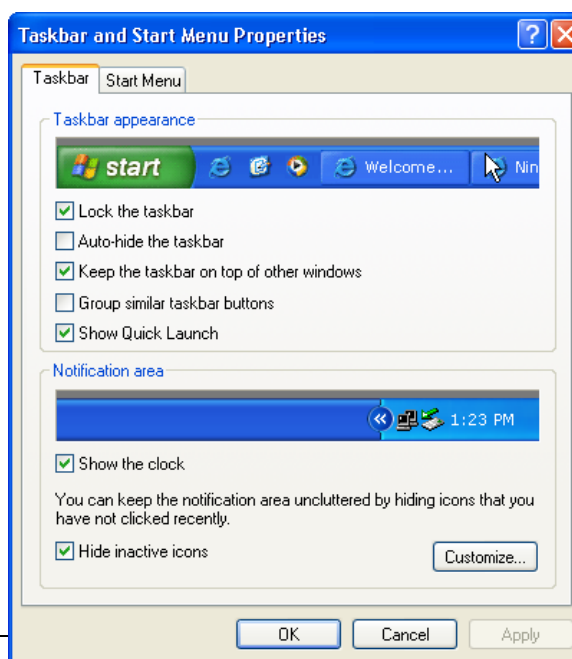 Taskbar and Start Menu Properties
Taskbar
Start Menu
Taskbar appearance
start
Welcome...
Nin
Lock the taskbar
Auto-hide the taskbar
Keep the taskbar on top of other windows
Group similar taskbar buttons
Show Quick Launch
Notification area
1:23 PM
Show the clock
You can keep the notification area uncluttered by hiding icons that you
have not clicked recently.
Hide inactive icons
Customize...
OK
Cancel
Apply